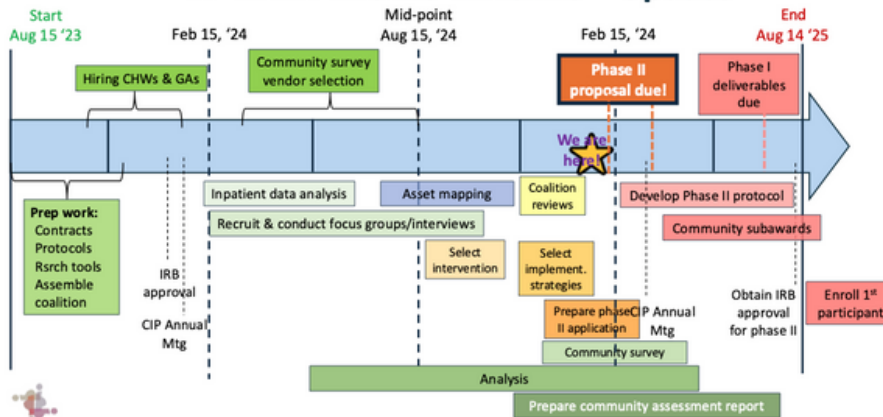 Start
Aug 15 '23
Feb 15, '24
Mid-point
Aug 15, '24
Feb 15, '24
End
Aug 14 '25
Hiring CHWs & GAs
Community survey
vendor selection
Phase II
proposal due!
Phase I
deliverables
due
We are
here!
Prep work:
Contracts
Protocols
Rsrch tools
Assemble
coalition
IRB
approval
CIP Annual
Mtg
Inpatient data analysis
Asset mapping
Coalition
reviews
Develop Phase II protocol
Recruit & conduct focus groups/interviews
Community subawards
Select
intervention
Select
implement.
strategies
Prepare phase
II application
CIP Annual
Mtg
Obtain IRB
approval
for phase II
Enroll 1st
participant
Community survey
Analysis
Prepare community assessment report